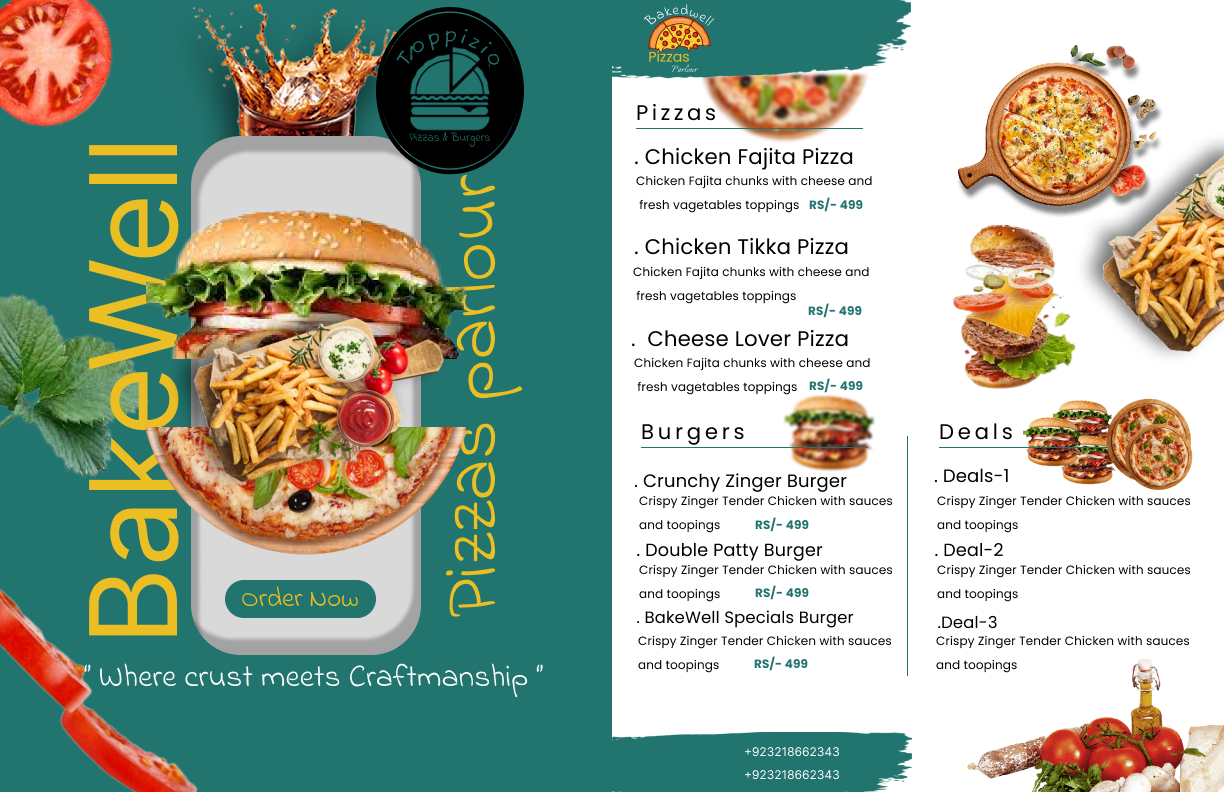 Troppizio
Pizzas & Burgers
BakeWell
Pizzas parlour
Order Now
" Where crust meets Craftmanship "
Bakedwell
Pizzas
Parlour
Pizzas
. Chicken Fajita Pizza
Chicken Fajita chunks with cheese and
fresh vagetables toppings RS/- 499
. Chicken Tikka Pizza
Chicken Fajita chunks with cheese and
fresh vagetables toppings
RS/- 499
. Cheese Lover Pizza
Chicken Fajita chunks with cheese and
fresh vagetables toppings RS/- 499
Burgers
. Crunchy Zinger Burger
Crispy Zinger Tender Chicken with sauces
and toopings RS/- 499
. Double Patty Burger
Crispy Zinger Tender Chicken with sauces
and toopings RS/- 499
. BakeWell Specials Burger
Crispy Zinger Tender Chicken with sauces
and toopings RS/- 499
Deals
. Deals-1
Crispy Zinger Tender Chicken with sauces
and toopings
. Deal-2
Crispy Zinger Tender Chicken with sauces
and toopings
.Deal-3
Crispy Zinger Tender Chicken with sauces
and toopings
+923218662343
+923218662343